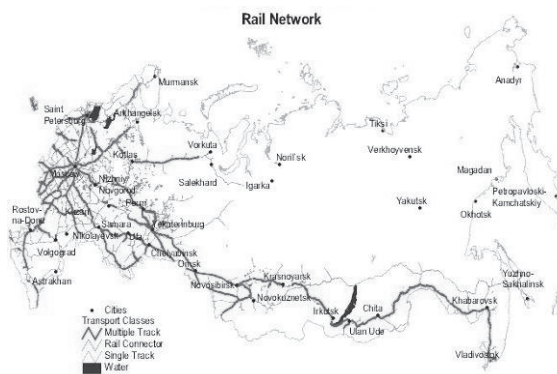 Rail Network
Murmansk
Anadyr
Saint
Petersburg
Arkhangelsk
Tiksi
Vorkuta
Kotlas
Noril'sk
Verkhoyvensk
Moscow
Salekhard
Igarka
Magadan
Nizhniy
Novgorod
Petropavloski-
Kamchatskiy
Yakutsk
Okhotsk
Rostov-
na-Donu
Kazan
Perm
Yekoterinburg
Samara
Ufa
Nikolayevsk
Chelyabinsk
Volgograd
Omsk
Astrakhan
Novosibirsk
Krasnoyarsk
Novokuznetsk
Irkutsk
Ulan Ude
Chita
Khabarovsk
Yuzhno-
Sakhalinsk
Vladivostok
Cities
Transport Classes
Multiple Track
Rail Connector
Single Track
Water